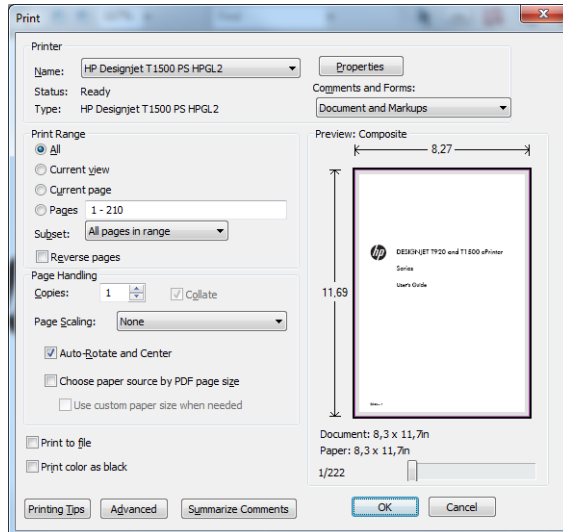 Print
Printer
Name: HP Designjet T1500 PS HPGL2 Properties
Status: Ready Comments and Forms:
Type: HP Designjet T1500 PS HPGL2 Document and Markups
Print Range
All
Current view
Current page
Pages 1 - 210
Subset: All pages in range
Reverse pages
Page Handling
Copies: 1 Collate
Page Scaling: None
Auto-Rotate and Center
Choose paper source by PDF page size
Use custom paper size when needed
Print to file
Print color as black
Printing Tips Advanced Summarize Comments
Preview: Composite
8,27
11,69
hp DESIGNJET T920 and T1500 ePrinter
Series
User's Guide
Document: 8,3 x 11,7in
Paper: 8,3 x 11,7in
1/222
OK Cancel